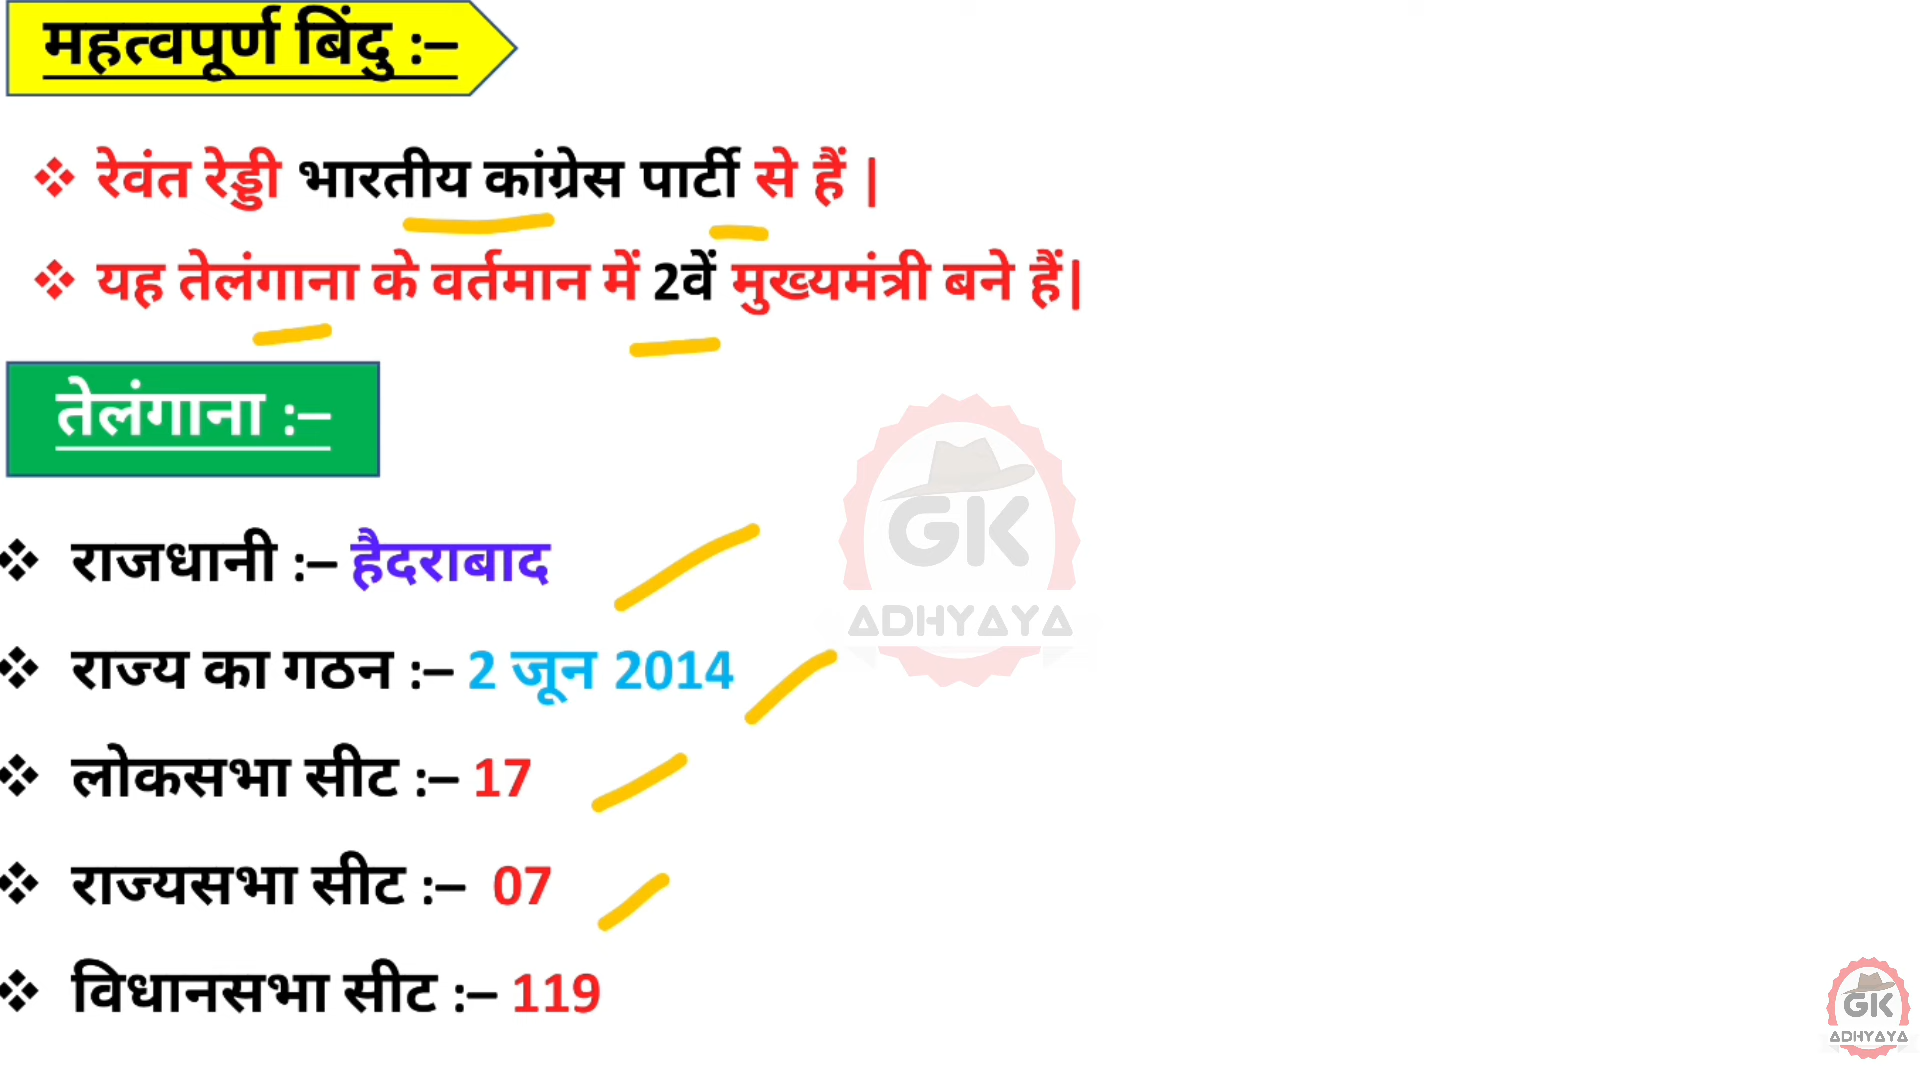 महत्वपूर्ण बिंदु :–
❖ रेवंत रेड्डी भारतीय कांग्रेस पार्टी से हैं |
❖ यह तेलंगाना के वर्तमान में 2वें मुख्यमंत्री बने हैं|
तेलंगाना :–
❖ राजधानी :– हैदराबाद
❖ राज्य का गठन :– 2 जून 2014
❖ लोकसभा सीट :– 17
❖ राज्यसभा सीट :– 07
❖ विधानसभा सीट :– 119
GK
ADHYAYA
GK
ADHYAYA